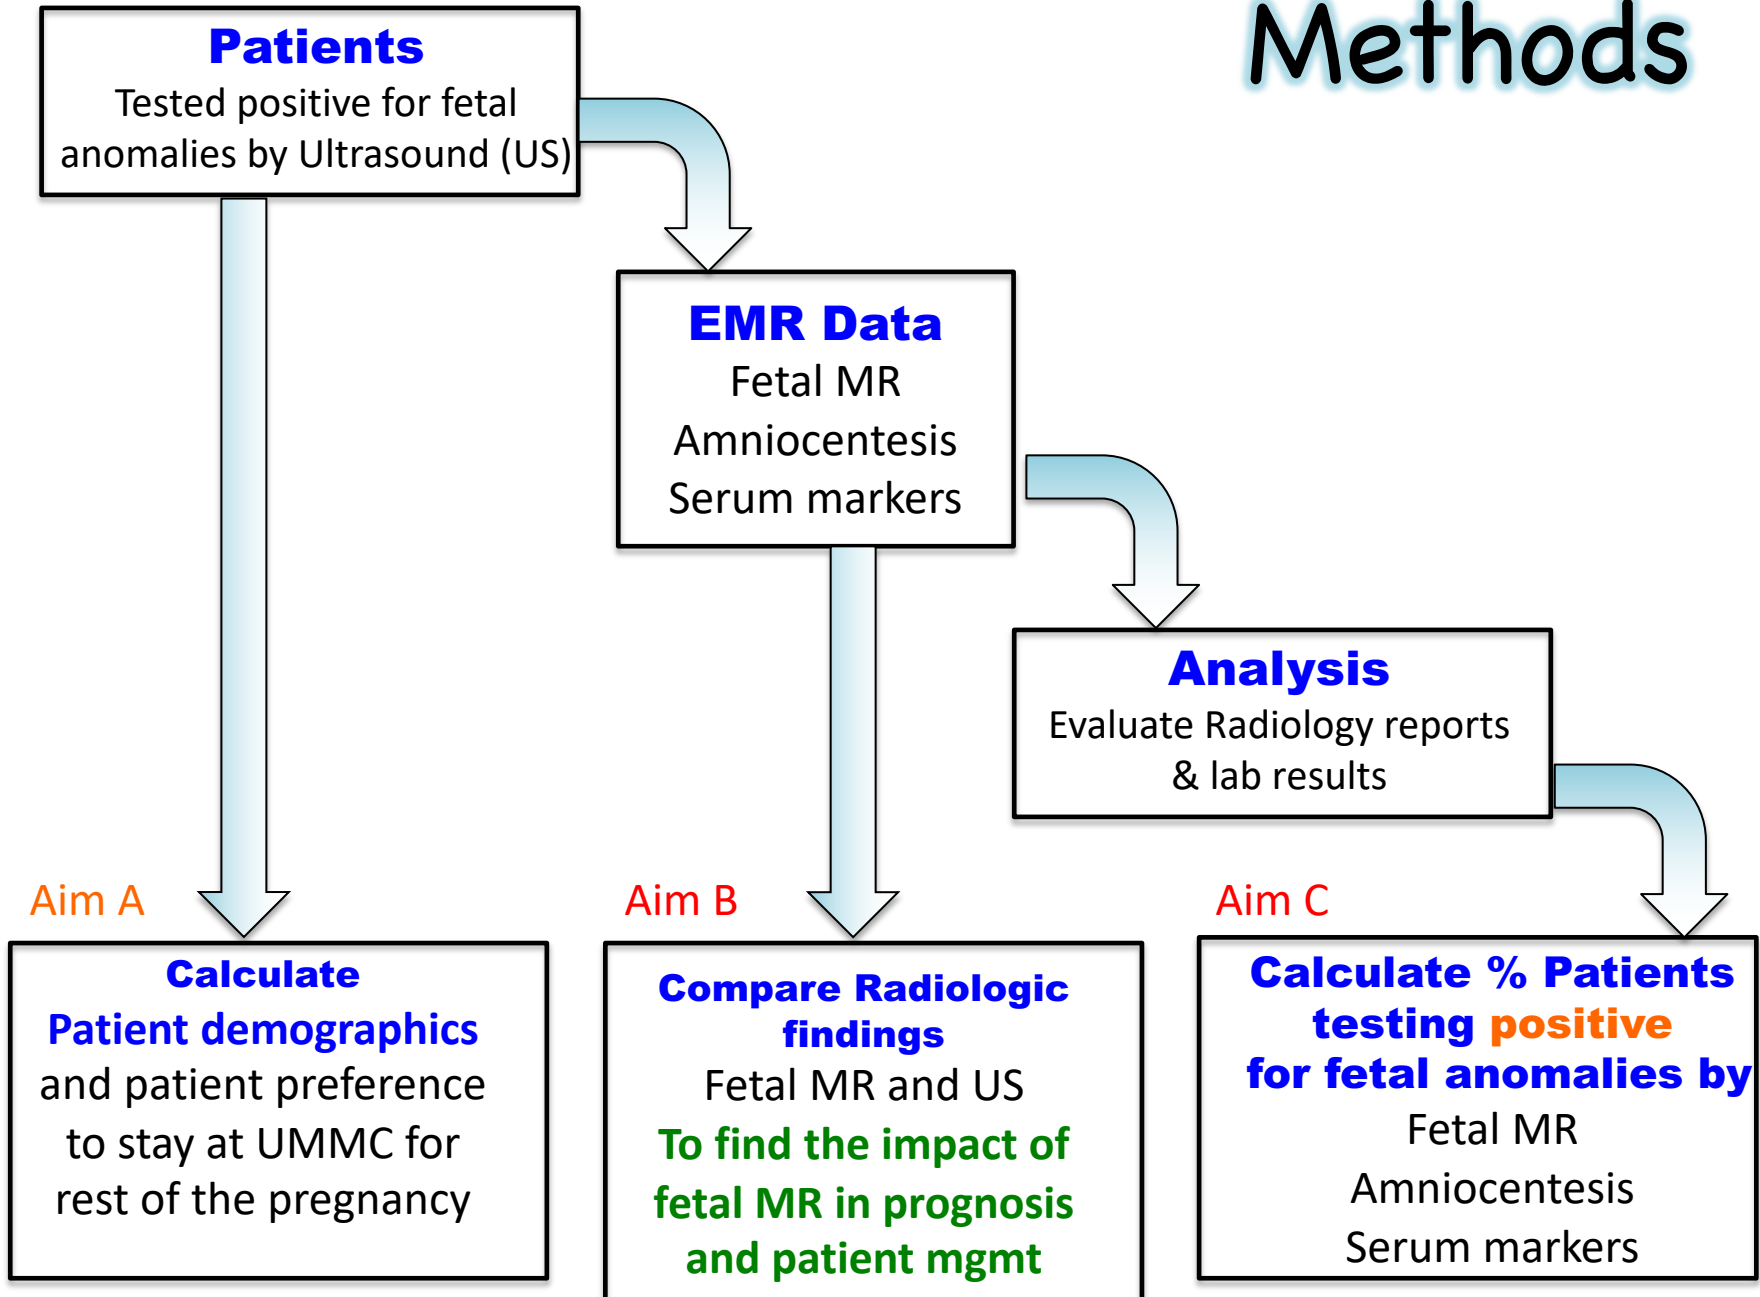 Methods
Patients
Tested positive for fetal
anomalies by Ultrasound (US)
EMR Data
Fetal MR
Amniocentesis
Serum markers
Analysis
Evaluate Radiology reports
& lab results
Aim A
Calculate
Patient demographics
and patient preference
to stay at UMMC for
rest of the pregnancy
Aim B
Compare Radiologic
findings
Fetal MR and US
To find the impact of
fetal MR in prognosis
and patient mgmt
Aim C
Calculate % Patients
testing positive
for fetal anomalies by
Fetal MR
Amniocentesis
Serum markers